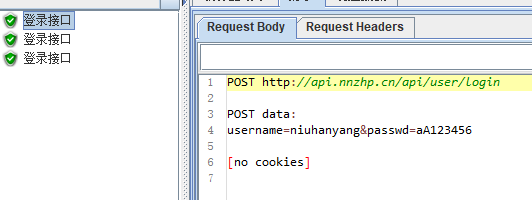 登录接口
登录接口
登录接口
Request Body
Request Headers
1 POST http://api.nnzhp.cn/api/user/login
2
3 POST data:
4 username=niuhanyang&passwd=aA123456
5
6 [no cookies]
7